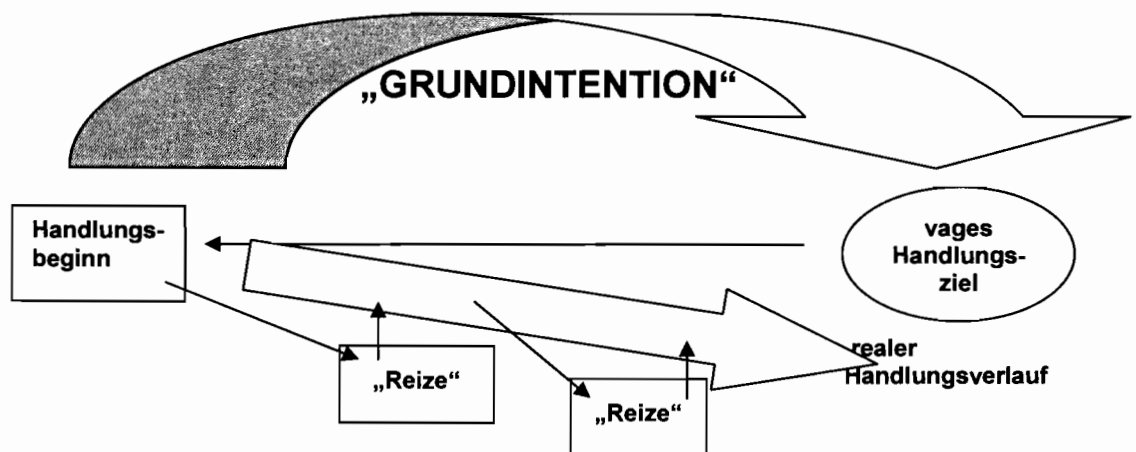 „GRUNDINTENTION“
Handlungs-
beginn
vages
Handlungs-
ziel
realer
Handlungsverlauf
„Reize“
„Reize“